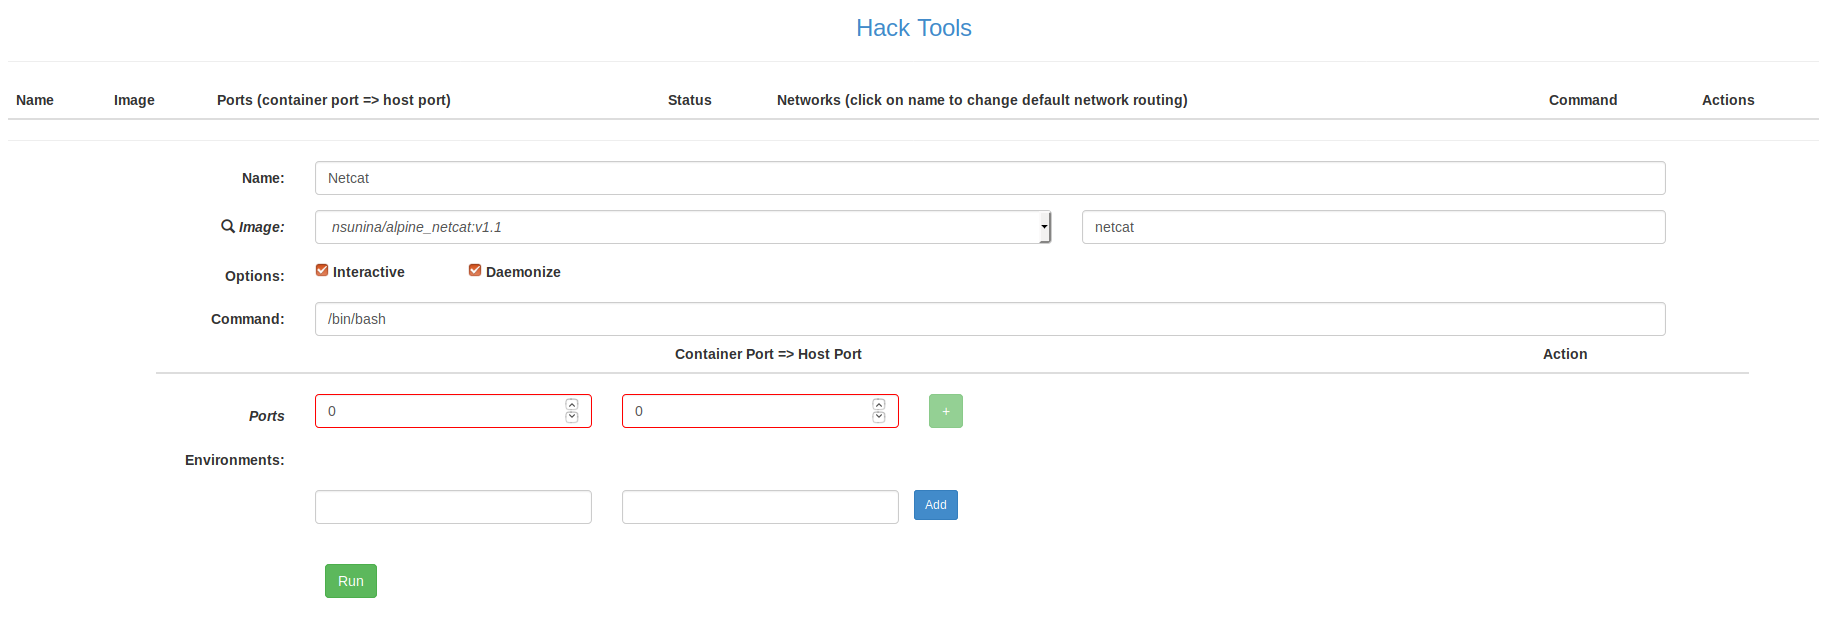 Hack Tools
Name Image Ports (container port => host port) Status Networks (click on name to change default network routing) Command Actions
Name: Netcat
Image: nsunina/alpine_netcat:v1.1 netcat
Options: Interactive Daemonize
Command: /bin/bash
Container Port => Host Port Action
Ports 0 0 +
Environments:
Add
Run